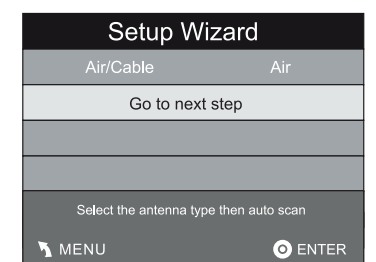 Setup Wizard
Air/Cable Air
Go to next step
Select the antenna type then auto scan
MENU ENTER